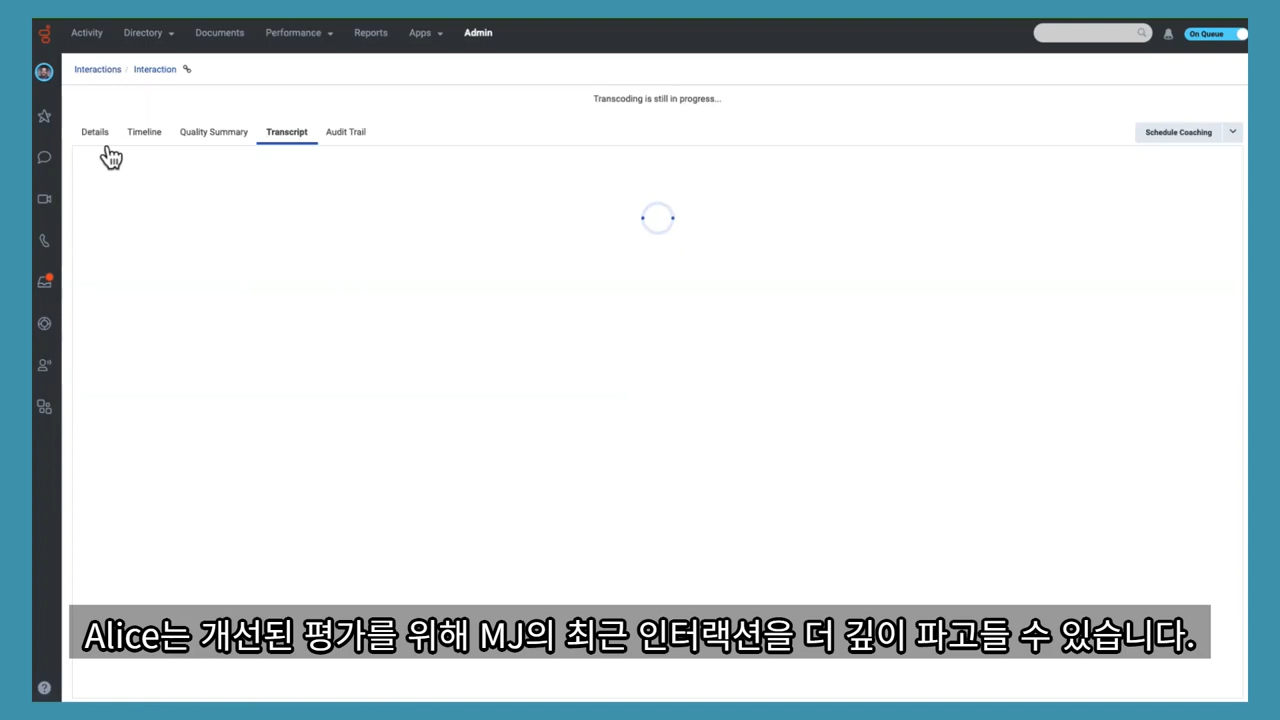 Activity Directory Documents Performance Reports Apps Admin On Queue
Interactions / Interaction
Transcoding is still in progress...
Details Timeline Quality Summary Transcript Audit Trail Schedule Coaching
Alice는 개선된 평가를 위해 MJ의 최근 인터랙션을 더 깊이 파고들 수 있습니다.